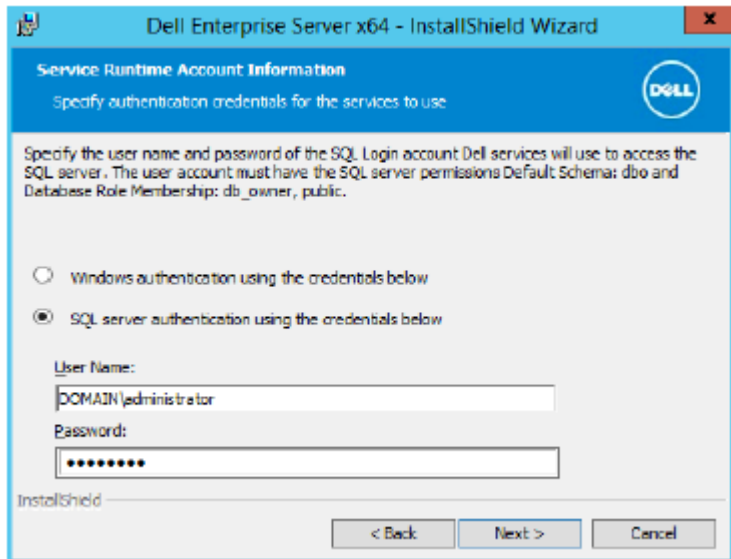 Dell Enterprise Server x64 - InstallShield Wizard
x
Service Runtime Account Information
Specify authentication credentials for the services to use
DELL
Specify the user name and password of the SQL Login account Dell services will use to access the
SQL server. The user account must have the SQL server permissions Default Schema: dbo and
Database Role Membership: db_owner, public.
Windows authentication using the credentials below
SQL server authentication using the credentials below
User Name:
DOMAIN\administrator
Password:
••••••••
InstallShield
< Back Next > Cancel